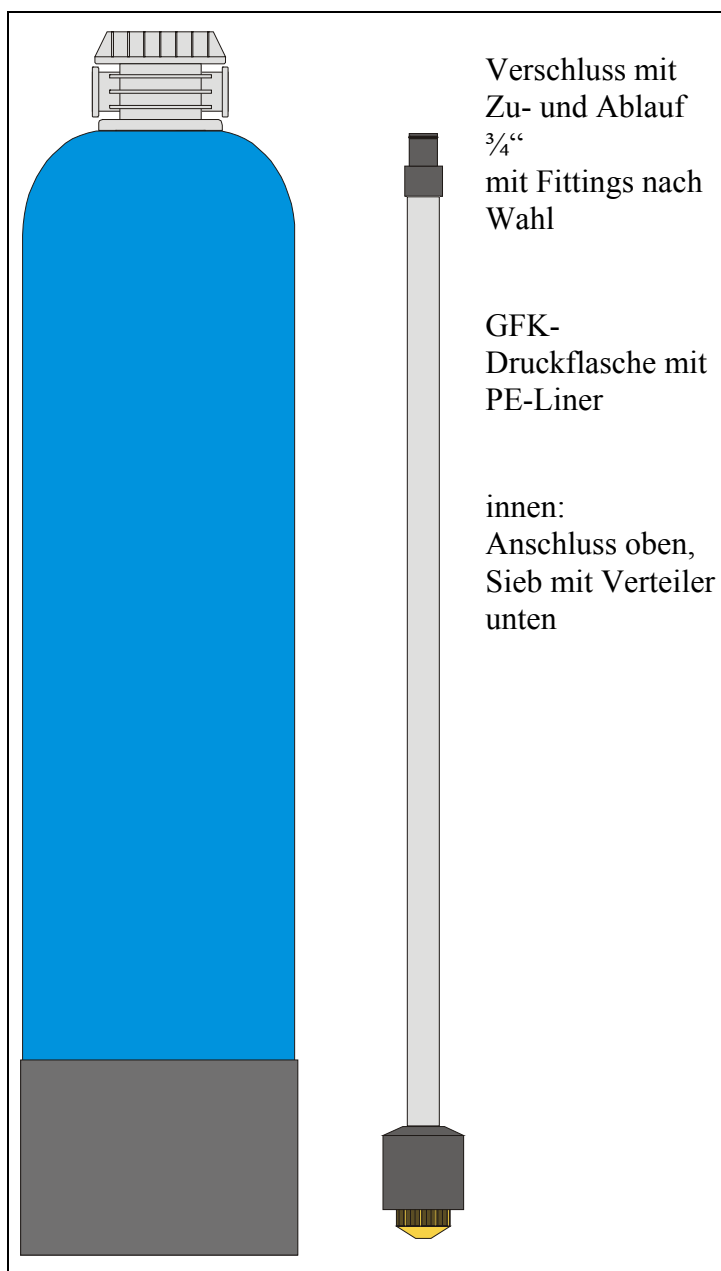 Verschluss mit
Zu- und Ablauf
¾“
mit Fittings nach
Wahl
GFK-
Druckflasche mit
PE-Liner
innen:
Anschluss oben,
Sieb mit Verteiler
unten